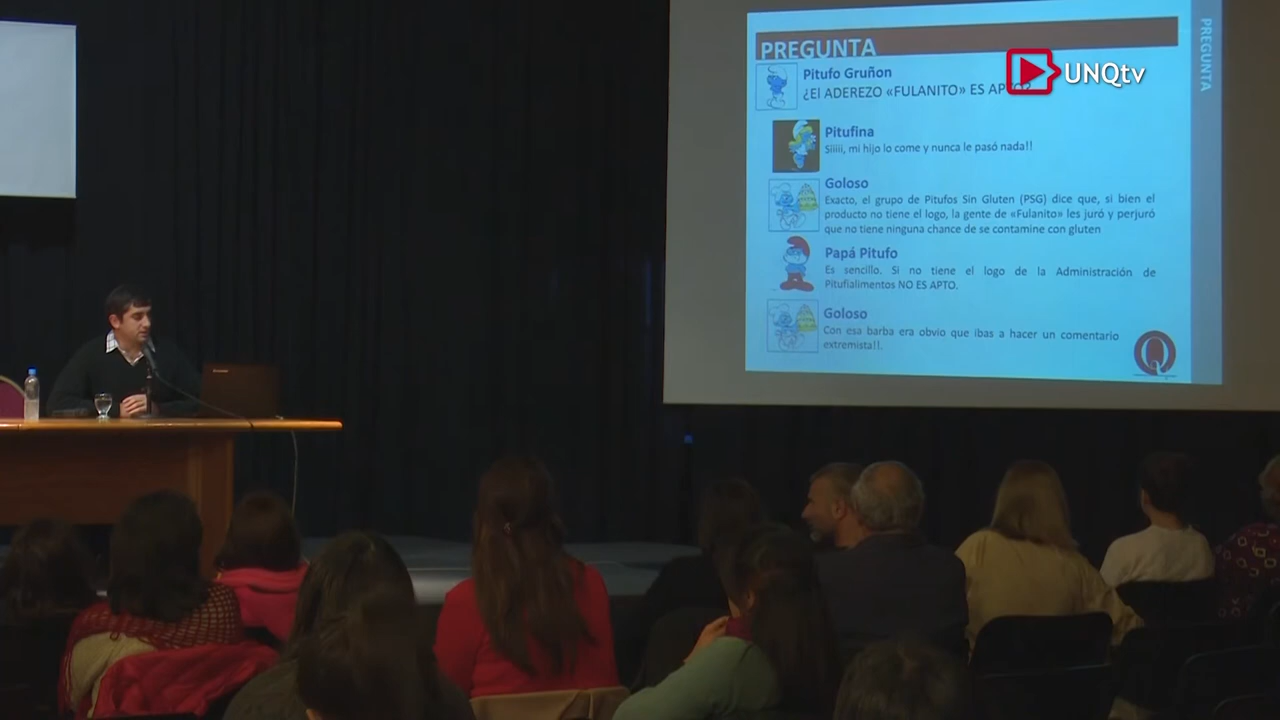 PREGUNTA
PREGUNTA
UNQtv
Pitufo Gruñon
¿El ADEREZO «FULANITO» ES APTO?
Pitufina
Siiiii, mi hijo lo come y nunca le pasó nada!!
Goloso
Exacto, el grupo de Pitufos Sin Gluten (PSG) dice que, si bien el
producto no tiene el logo, la gente de «Fulanito» les juró y perjuró
que no tiene ninguna chance de se contamine con gluten
Papá Pitufo
Es sencillo. Si no tiene el logo de la Administración de
Pitufialimentos NO ES APTO.
Goloso
Con esa barba era obvio que ibas a hacer un comentario
extremista!!.